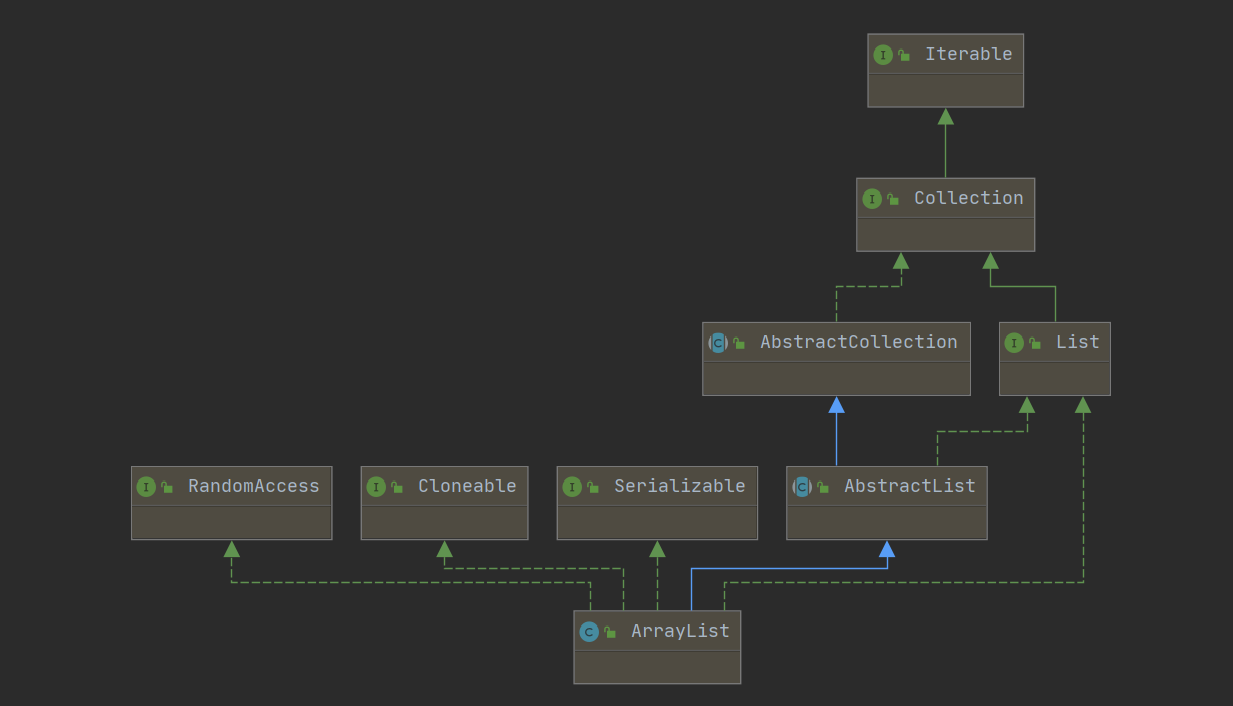 I Iterable
I Collection
C AbstractCollection
I List
I RandomAccess
I Cloneable
I Serializable
C AbstractList
C ArrayList